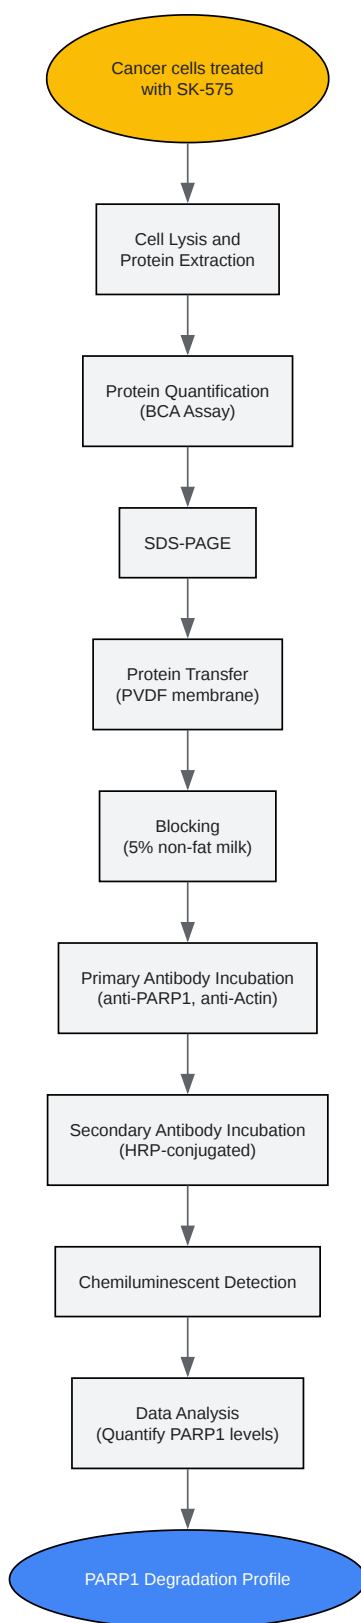 Cancer cells treated
with SK-575
Cell Lysis and
Protein Extraction
Protein Quantification
(BCA Assay)
SDS-PAGE
Protein Transfer
(PVDF membrane)
Blocking
(5% non-fat milk)
Primary Antibody Incubation
(anti-PARP1, anti-Actin)
Secondary Antibody Incubation
(HRP-conjugated)
Chemiluminescent Detection
Data Analysis
(Quantify PARP1 levels)
PARP1 Degradation Profile